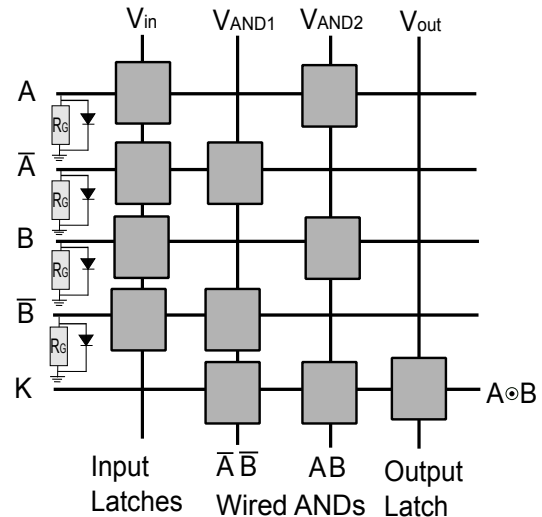 Vin VAND1 VAND2 Vout
A
RG
A̅
RG
B
RG
B̅
RG
K
A⊙B
Input Latches
A̅ B̅
AB
Output Latch
Wired ANDs